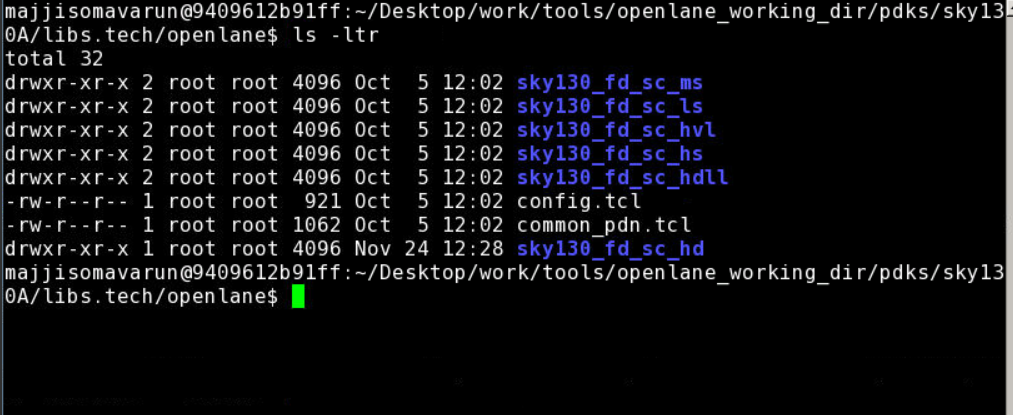 majjisomavarun@9409612b91ff:~/Desktop/work/tools/openlane_working_dir/pdks/sky13
0A/libs.tech/openlane$ ls -ltr
total 32
drwxr-xr-x 2 root root 4096 Oct  5 12:02 sky130_fd_sc_ms
drwxr-xr-x 2 root root 4096 Oct  5 12:02 sky130_fd_sc_ls
drwxr-xr-x 2 root root 4096 Oct  5 12:02 sky130_fd_sc_hvl
drwxr-xr-x 2 root root 4096 Oct  5 12:02 sky130_fd_sc_hs
drwxr-xr-x 2 root root 4096 Oct  5 12:02 sky130_fd_sc_hdll
-rw-r--r-- 1 root root  921 Oct  5 12:02 config.tcl
-rw-r--r-- 1 root root 1062 Oct  5 12:02 common_pdn.tcl
drwxr-xr-x 1 root root 4096 Nov 24 12:28 sky130_fd_sc_hd
majjisomavarun@9409612b91ff:~/Desktop/work/tools/openlane_working_dir/pdks/sky13
0A/libs.tech/openlane$